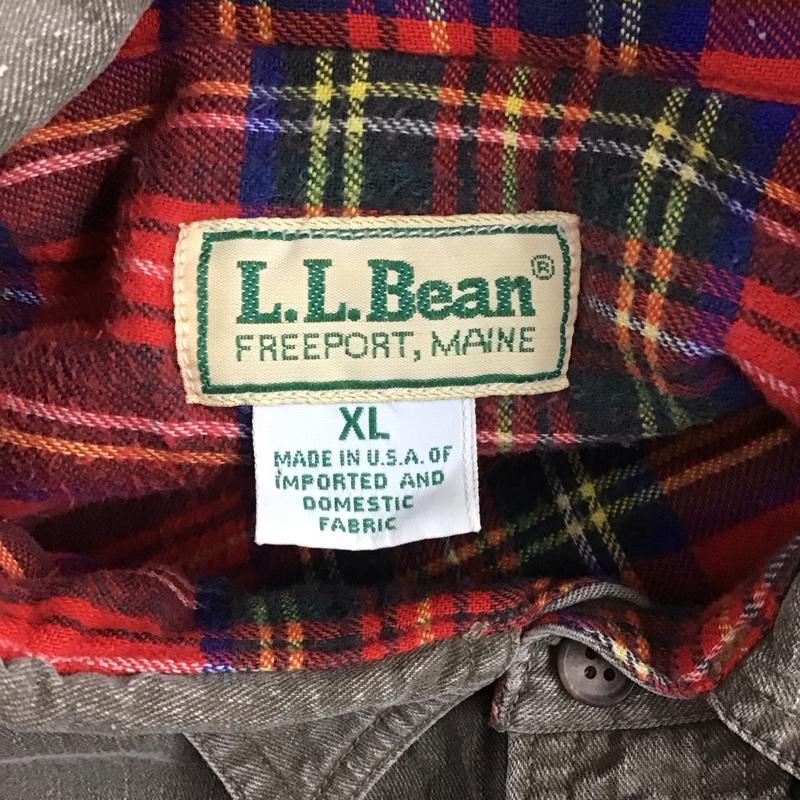 L.L.Bean®
FREEPORT, MAINE
XL
MADE IN U.S.A. OF
IMPORTED AND
DOMESTIC
FABRIC